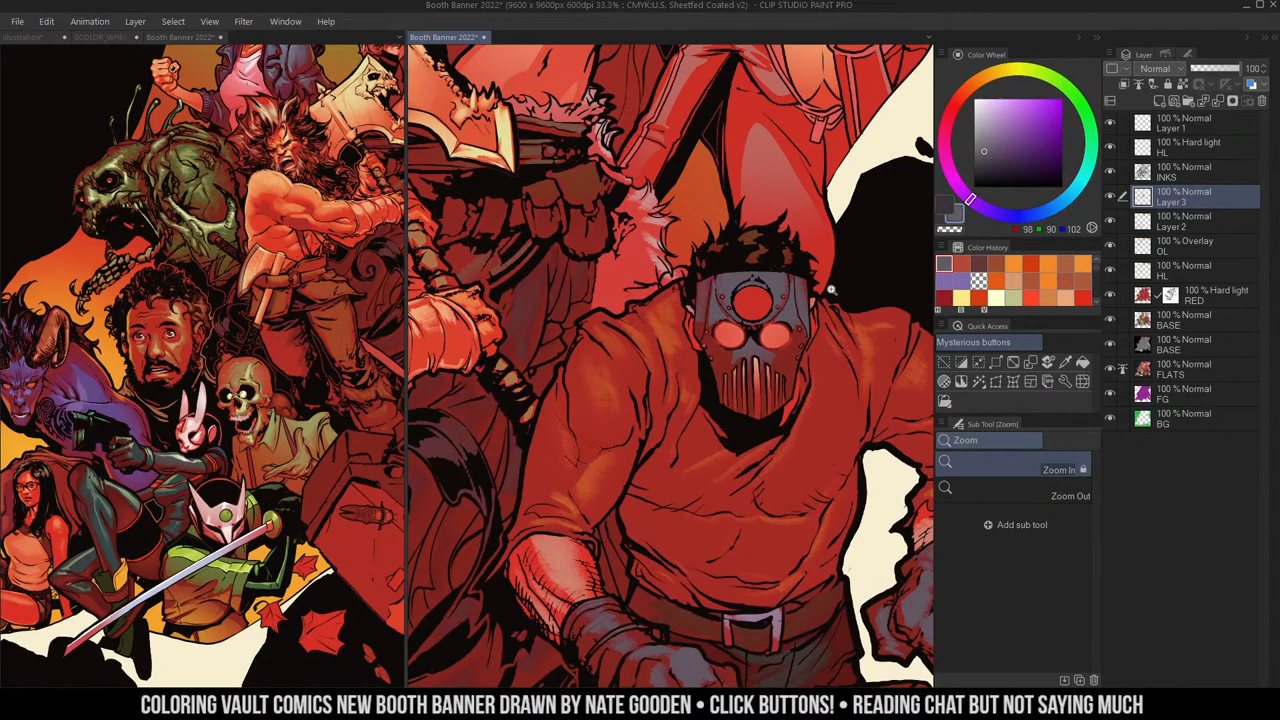 Booth Banner 2022* (9600 x 9600px 600dpi 33.3% : CMYK:U.S. Sheetfed Coated v2) - CLIP STUDIO PAINT PRO
File Edit Animation Layer Select View Filter Window Help
Illustration* Booth Banner 2022* Booth Banner 2022*
Color Wheel
98 90 102
Color History
H S V
Quick Access
Mysterious buttons
Sub Tool [Zoom]
Zoom
Zoom In
Zoom Out
Add sub tool
Layer
Normal 100
100 % Normal
Layer 1
100 % Hard light
HL
100 % Normal
INKS
100 % Normal
Layer 3
100 % Normal
Layer 2
100 % Overlay
OL
100 % Normal
HL
100 % Hard light
RED
100 % Normal
BASE
100 % Normal
BASE
100 % Normal
FLATS
100 % Normal
FG
100 % Normal
BG
COLORING VAULT COMICS NEW BOOTH BANNER DRAWN BY NATE GOODEN • CLICK BUTTONS! • READING CHAT BUT NOT SAYING MUCH